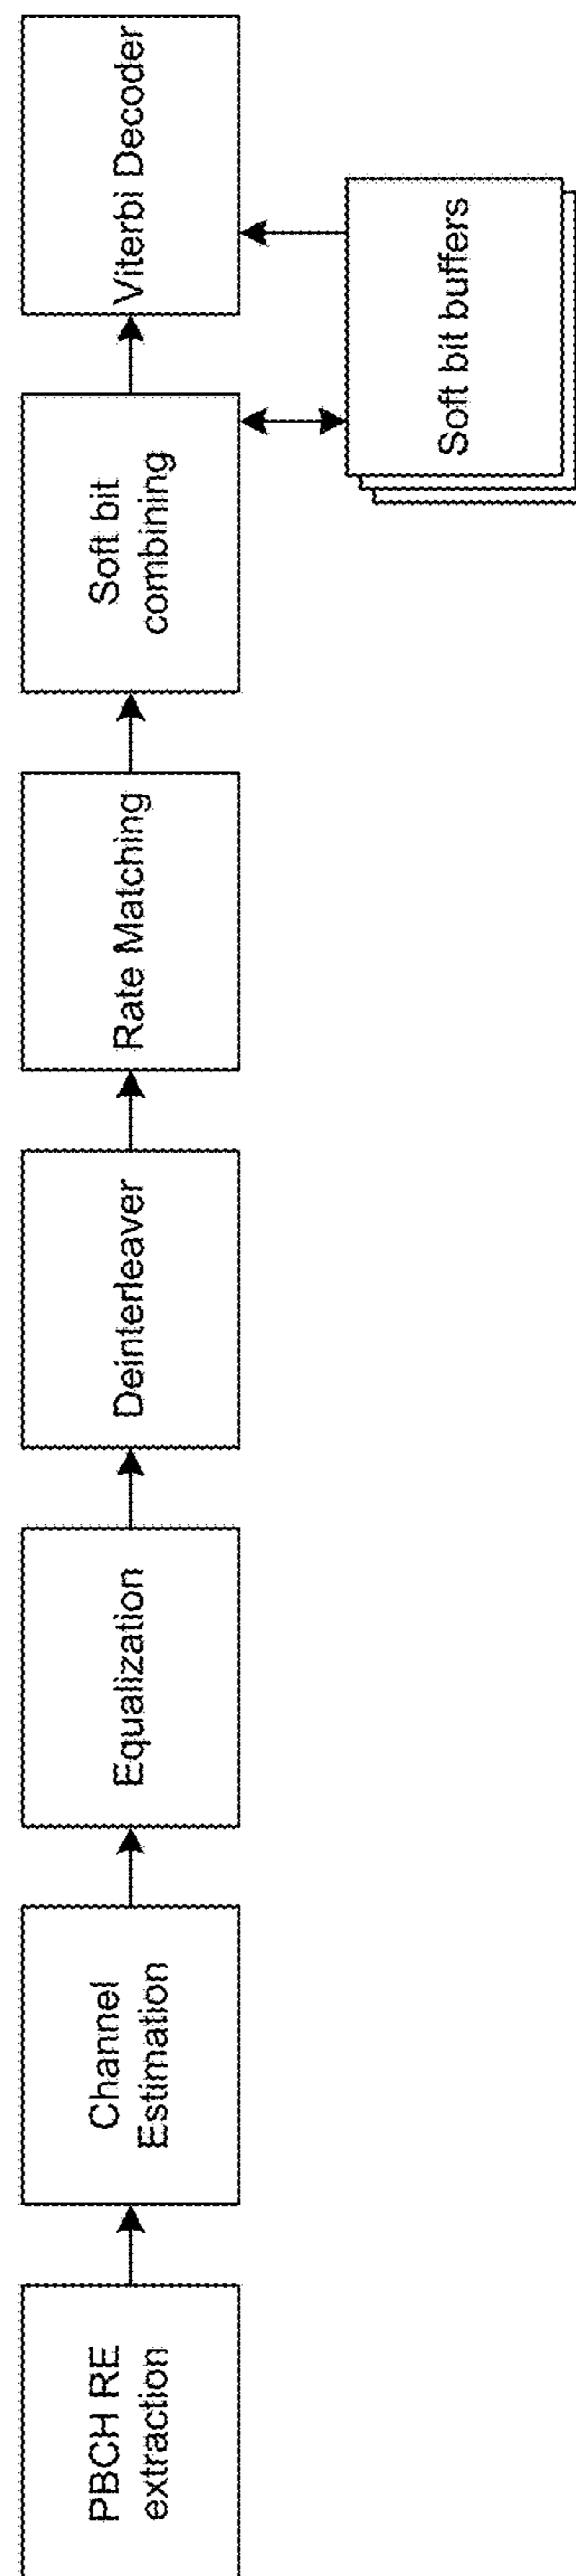 PBCH RE
extraction
Channel
Estimation
Equalization
Deinterleaver
Rate Matching
Soft bit
combining
Viterbi Decoder
Soft bit buffers